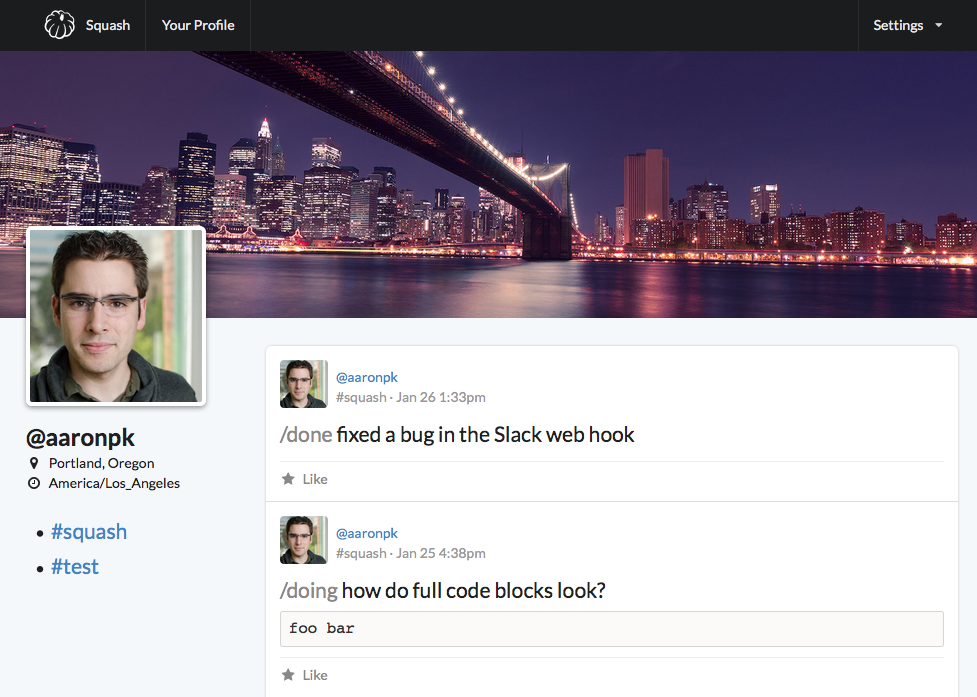 Squash
Your Profile
Settings
@aaronpk
Portland, Oregon
America/Los_Angeles
#squash
#test
@aaronpk
#squash · Jan 26 1:33pm
/done fixed a bug in the Slack web hook
Like
@aaronpk
#squash · Jan 25 4:38pm
/doing how do full code blocks look?
foo bar
Like